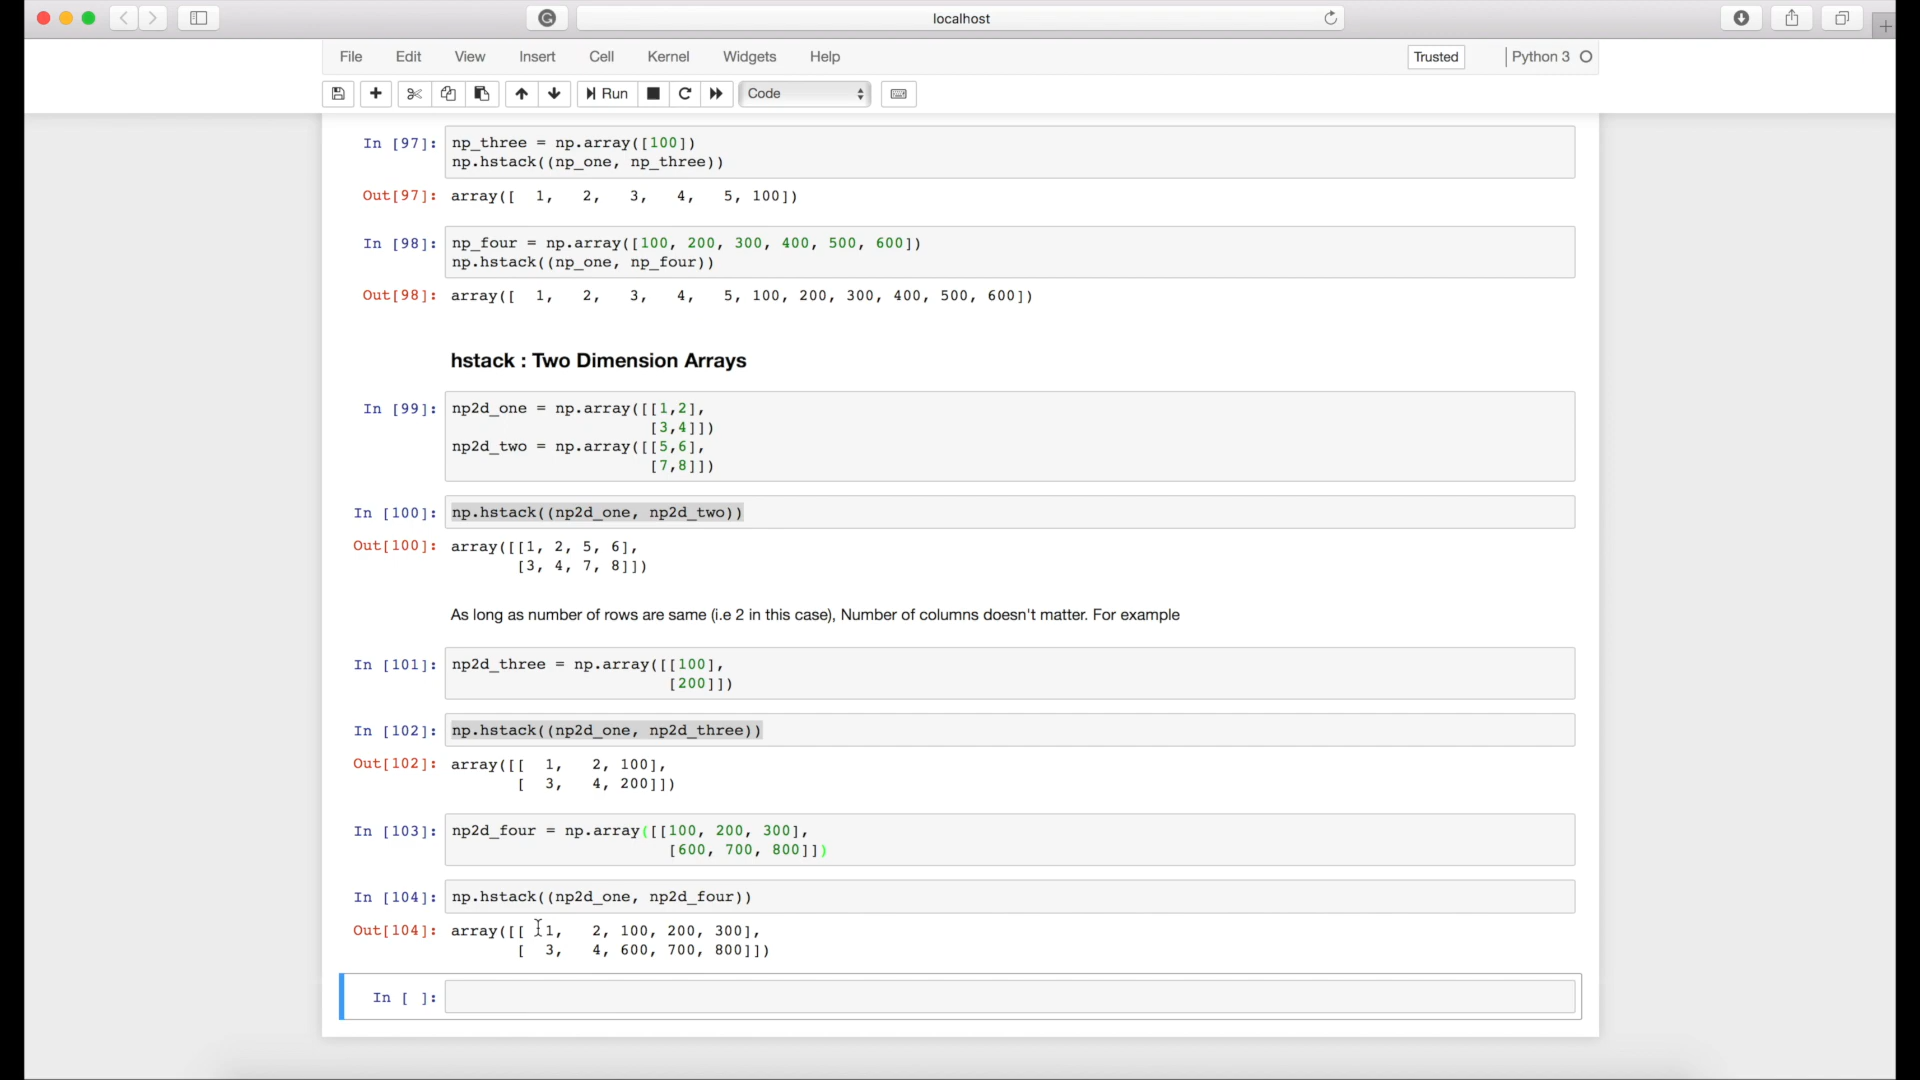 localhost
File Edit View Insert Cell Kernel Widgets Help Trusted Python 3
Run Code
In [97]: np_three = np.array([100])
np.hstack((np_one, np_three))
Out[97]: array([  1,   2,   3,   4,   5, 100])
In [98]: np_four = np.array([100, 200, 300, 400, 500, 600])
np.hstack((np_one, np_four))
Out[98]: array([  1,   2,   3,   4,   5, 100, 200, 300, 400, 500, 600])
hstack : Two Dimension Arrays
In [99]: np2d_one = np.array([[1,2],
[3,4]])
np2d_two = np.array([[5,6],
[7,8]])
In [100]: np.hstack((np2d_one, np2d_two))
Out[100]: array([[1, 2, 5, 6],
[3, 4, 7, 8]])
As long as number of rows are same (i.e 2 in this case), Number of columns doesn't matter. For example
In [101]: np2d_three = np.array([[100],
[200]])
In [102]: np.hstack((np2d_one, np2d_three))
Out[102]: array([[  1,   2, 100],
[  3,   4, 200]])
In [103]: np2d_four = np.array([[100, 200, 300],
[600, 700, 800]])
In [104]: np.hstack((np2d_one, np2d_four))
Out[104]: array([[  1,   2, 100, 200, 300],
[  3,   4, 600, 700, 800]])
In [ ]: